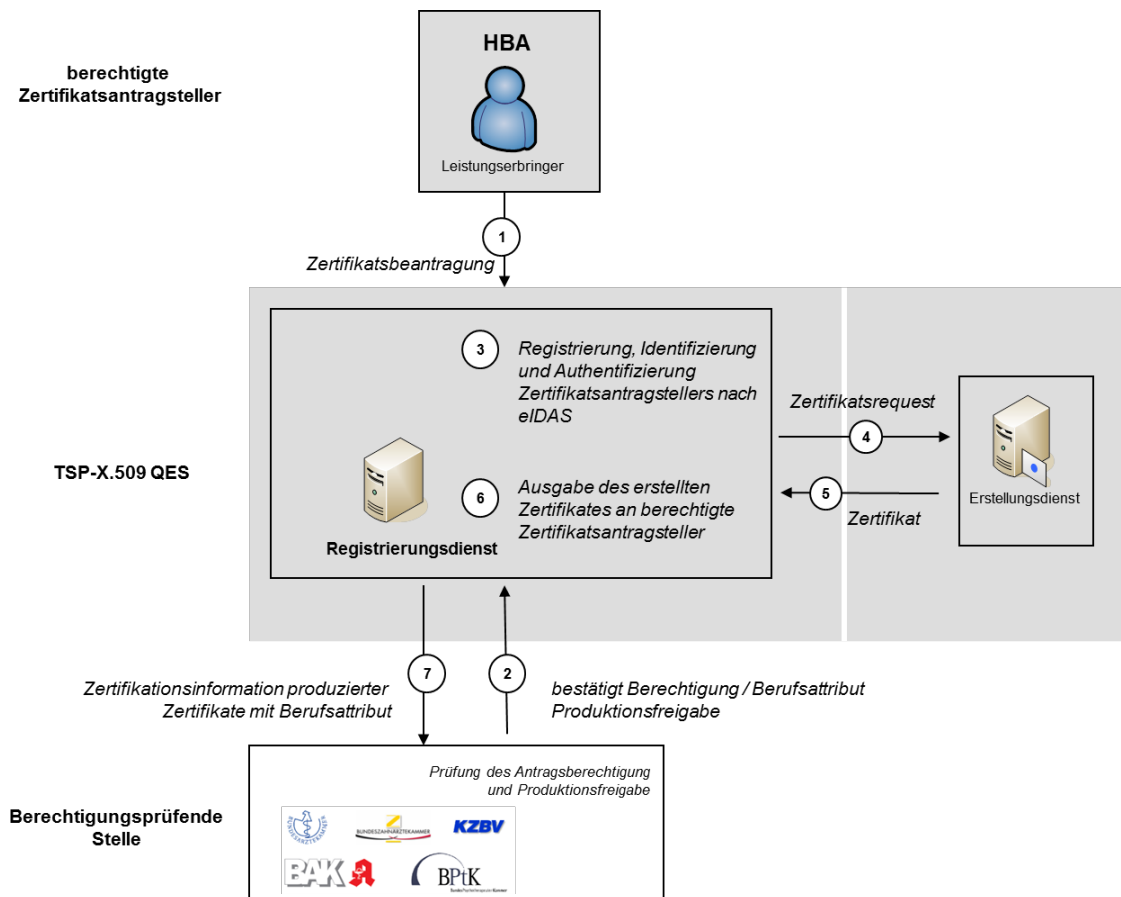 HBA
berechtigte
Zertifikatsantragsteller
Leistungserbringer
1
Zertifikatsbeantragung
3
Registrierung, Identifizierung
und Authentifizierung
Zertifikatsantragstellers nach
eIDAS
Zertifikatsrequest
4
TSP-X.509 QES
6
Ausgabe des erstellten
Zertifikates an berechtigte
Zertifikatsantragsteller
5
Zertifikat
Erstellungsdienst
Registrierungsdienst
7
2
Zertifikationsinformation produzierter
Zertifikate mit Berufsattribut
bestätigt Berechtigung / Berufsattribut
Produktionsfreigabe
Prüfung des Antragsberechtigung
und Produktionsfreigabe
Berechtigungsprüfende
Stelle
BUNDESÄRZTEKAMMER
BUNDESZAHNÄRZTEKAMMER
KZBV
BAK
BPtK
BundesPsychotherapeutenKammer